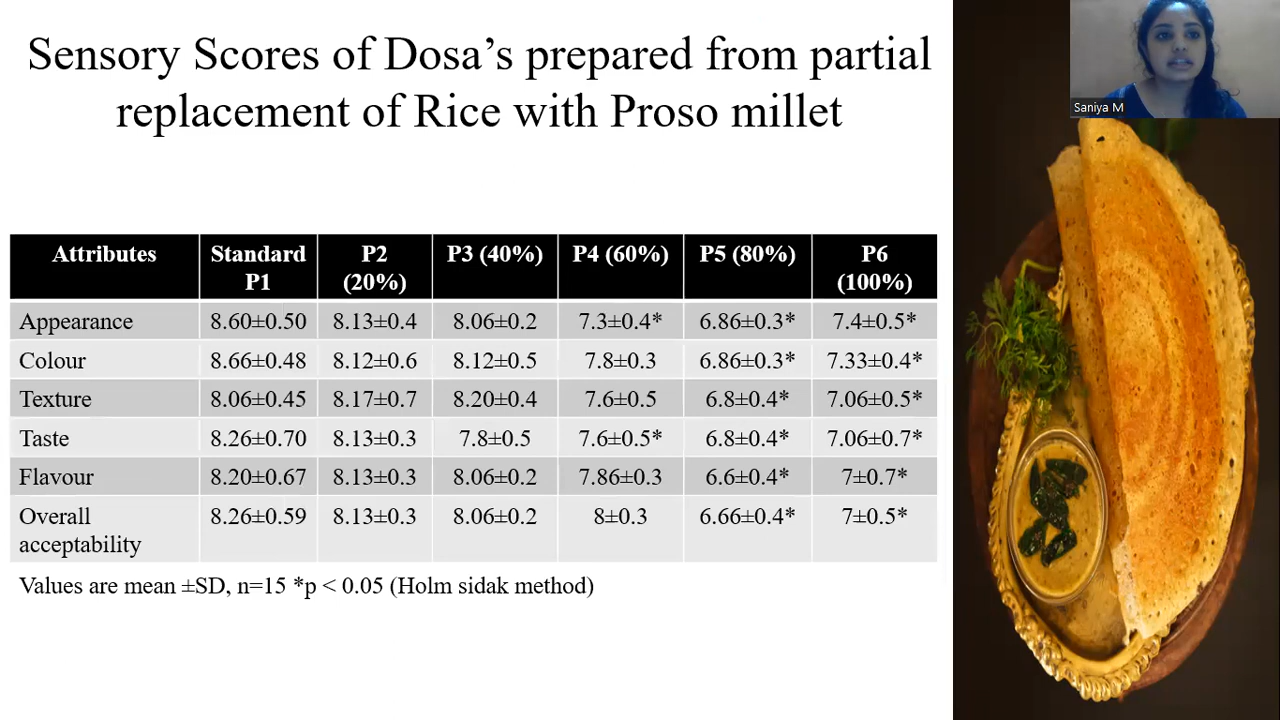 Sensory Scores of Dosa’s prepared from partial
replacement of Rice with Proso millet
Saniya M
Attributes Standard P1 P2 (20%) P3 (40%) P4 (60%) P5 (80%) P6 (100%)
Appearance 8.60±0.50 8.13±0.4 8.06±0.2 7.3±0.4* 6.86±0.3* 7.4±0.5*
Colour 8.66±0.48 8.12±0.6 8.12±0.5 7.8±0.3 6.86±0.3* 7.33±0.4*
Texture 8.06±0.45 8.17±0.7 8.20±0.4 7.6±0.5 6.8±0.4* 7.06±0.5*
Taste 8.26±0.70 8.13±0.3 7.8±0.5 7.6±0.5* 6.8±0.4* 7.06±0.7*
Flavour 8.20±0.67 8.13±0.3 8.06±0.2 7.86±0.3 6.6±0.4* 7±0.7*
Overall acceptability 8.26±0.59 8.13±0.3 8.06±0.2 8±0.3 6.66±0.4* 7±0.5*
Values are mean ±SD, n=15 *p < 0.05 (Holm sidak method)